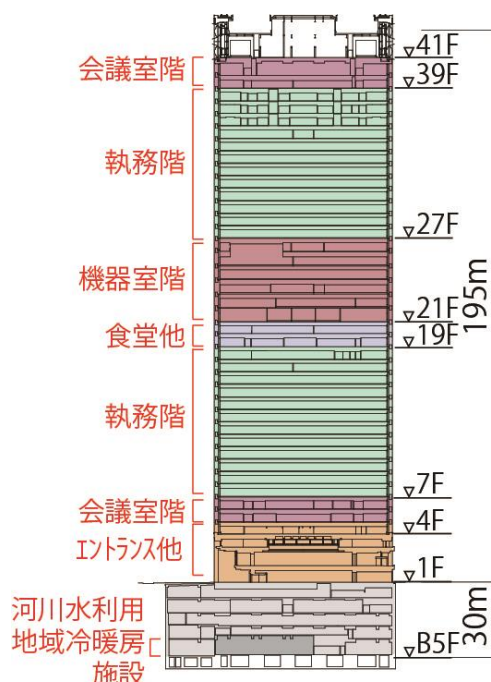 41F
会議室階
39F
執務階
27F
195m
機器室階
21F
食堂他
19F
執務階
7F
会議室階
4F
エントランス他
1F
河川水利用
地域冷暖房
施設
30m
B5F